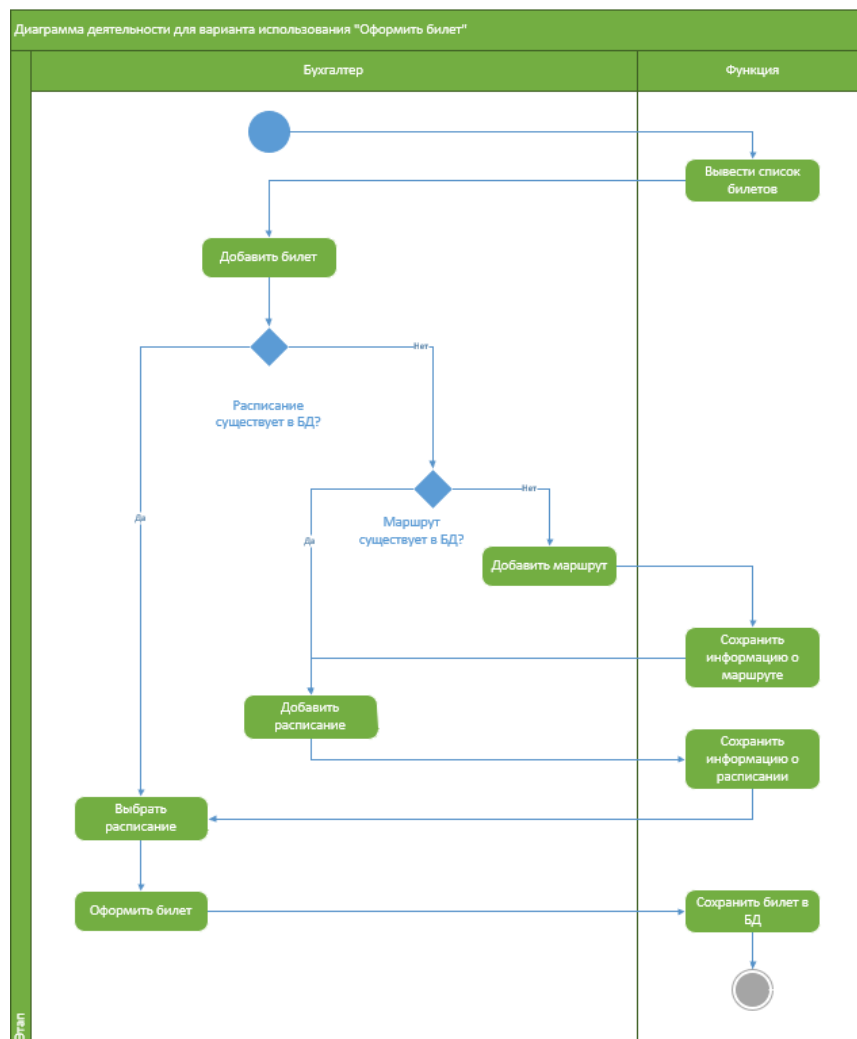 Диаграмма деятельности для варианта использования "Оформить билет"
Бухгалтер
Функция
Вывести список
билетов
Добавить билет
Нет
Расписание
существует в БД?
Нет
Да
Маршрут
существует в БД?
Да
Добавить маршрут
Сохранить
информацию о
маршруте
Добавить
расписание
Сохранить
информацию о
расписании
Выбрать
расписание
Оформить билет
Сохранить билет в
БД
Этап